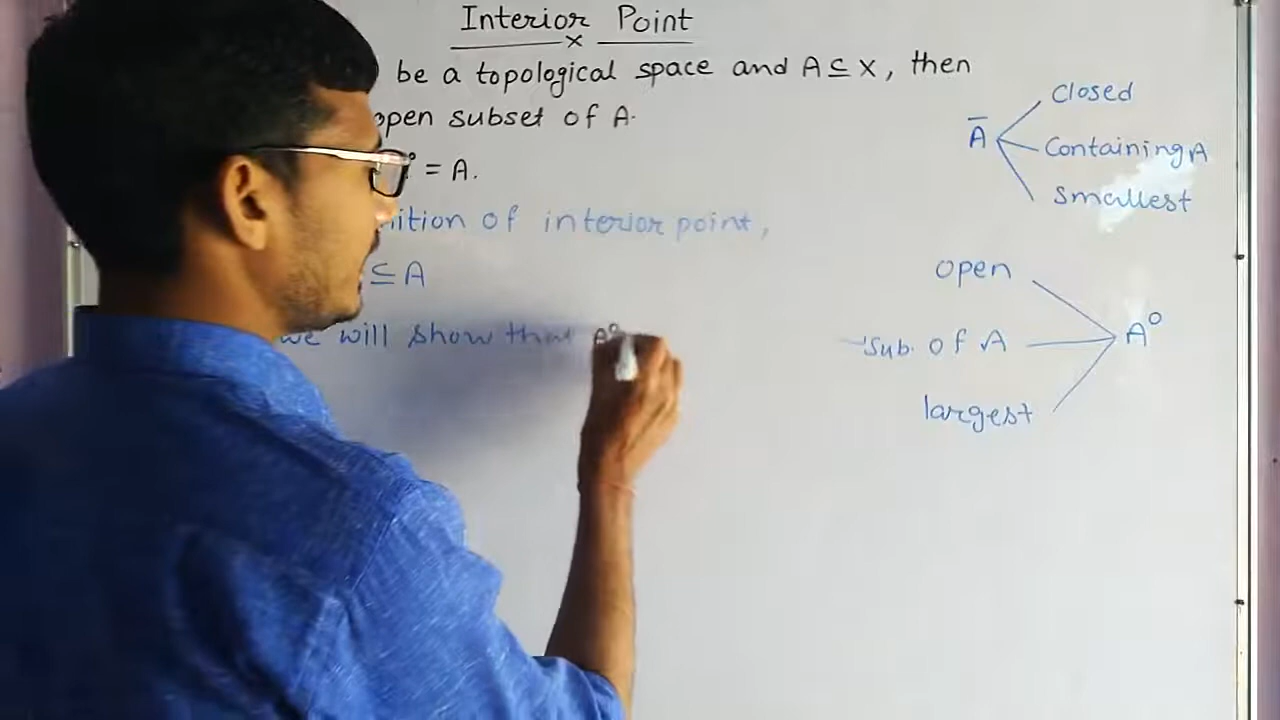 Interior Point
×
be a topological space and A ⊆ X, then
open subset of A.
° = A.
nition of interior point,
⊆ A
we will show that A°
Ā
Closed
Containing A
Smallest
open
Sub. of A
largest
A°